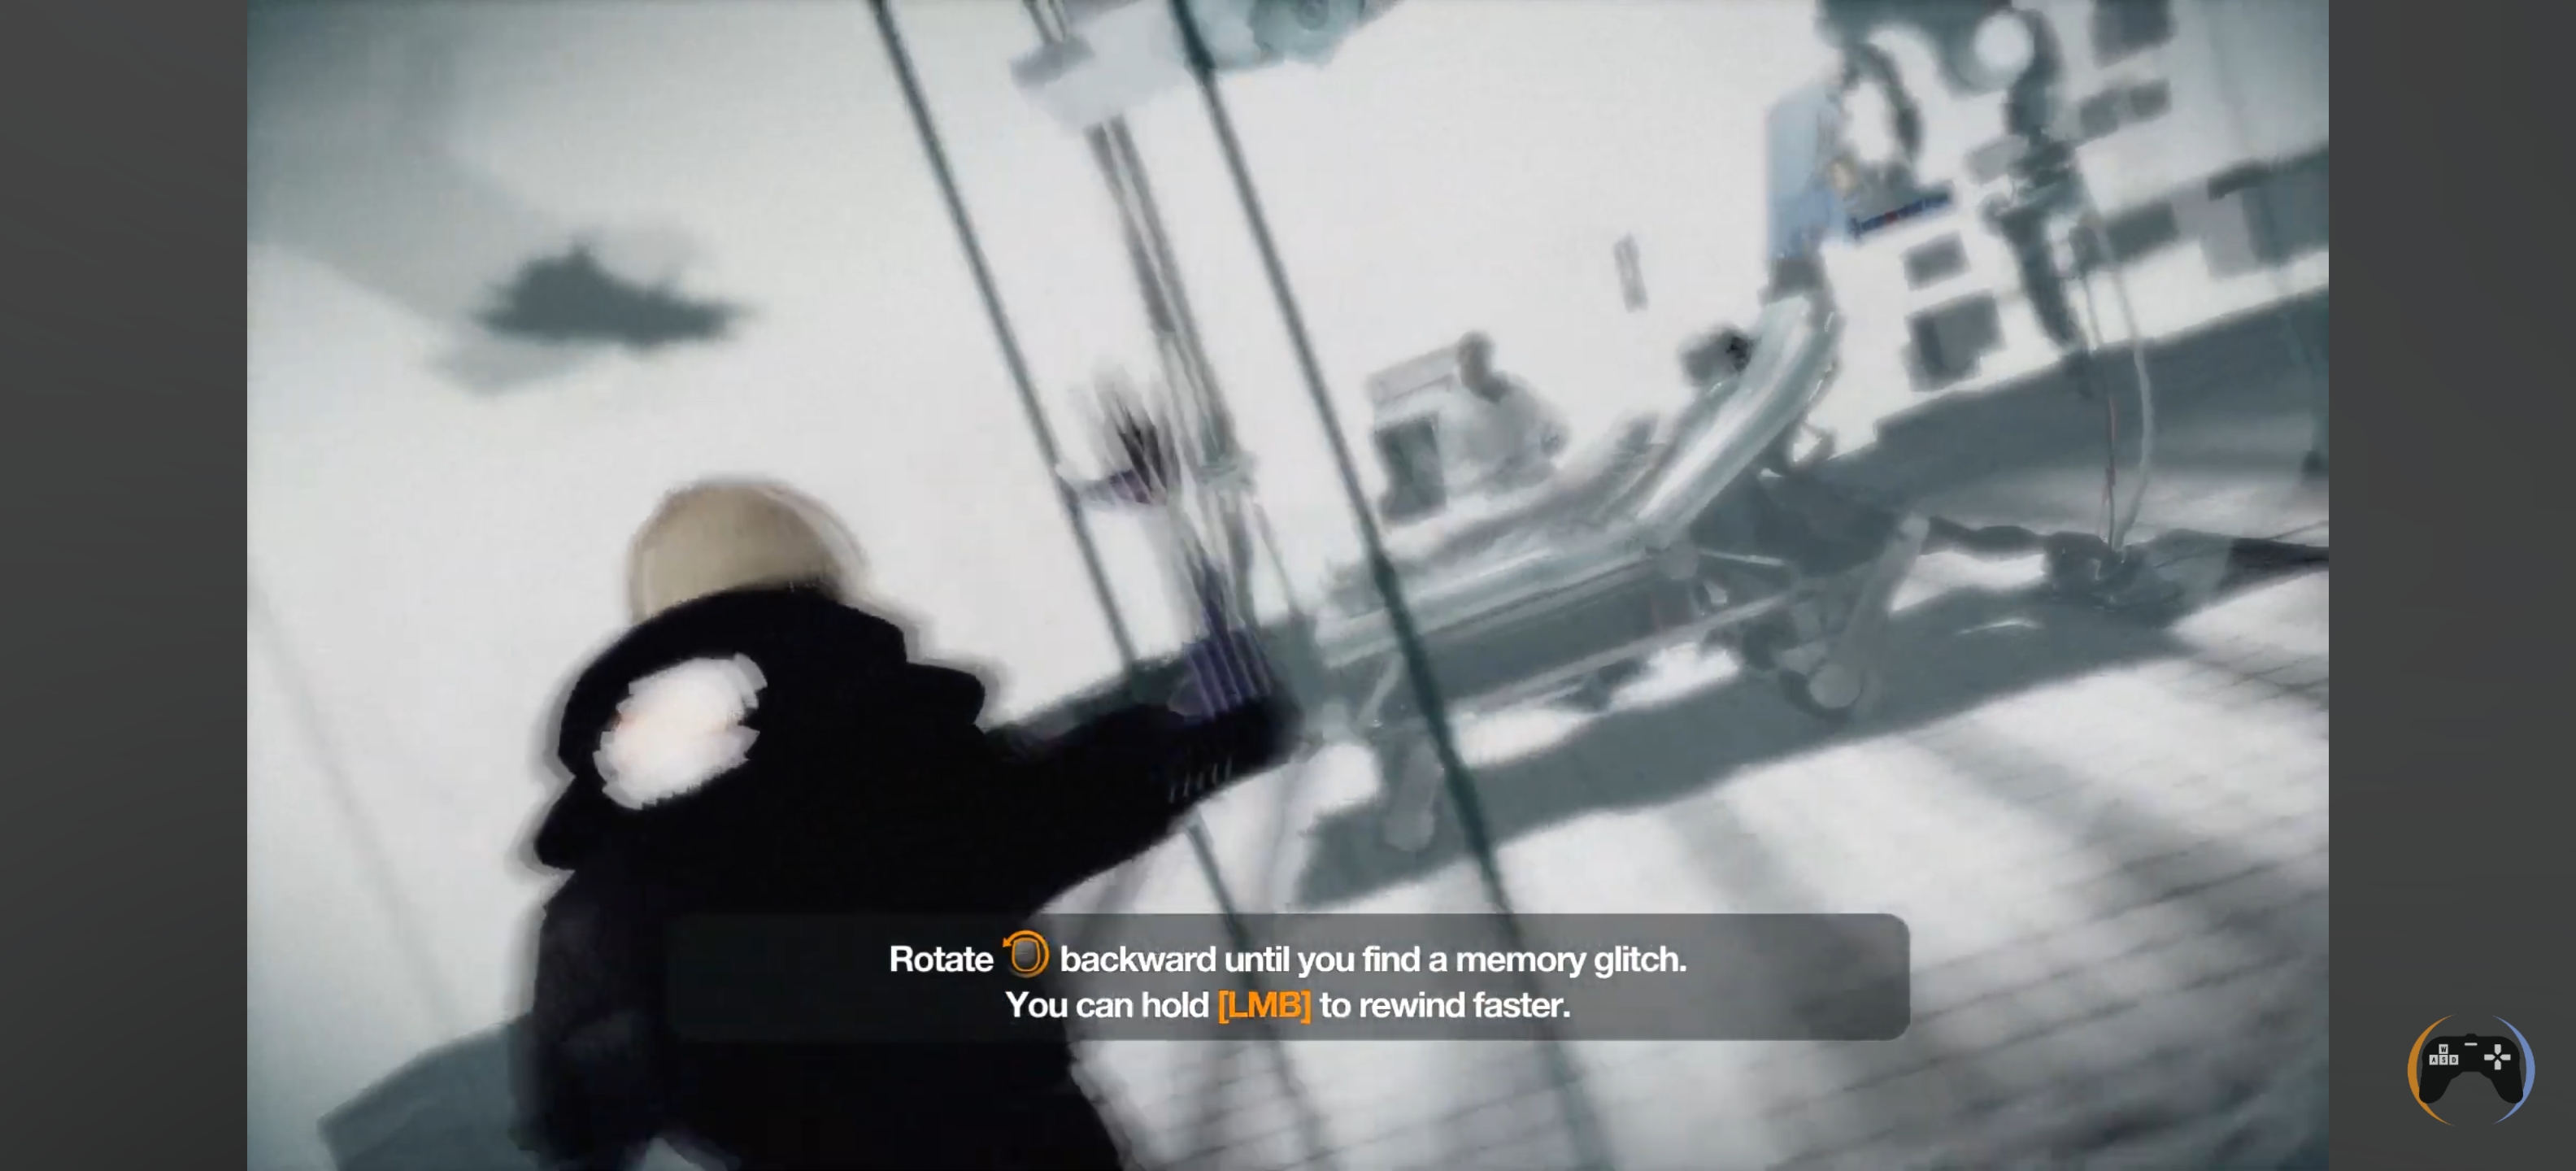 Rotate backward until you find a memory glitch.
You can hold [LMB] to rewind faster.
W
A S D